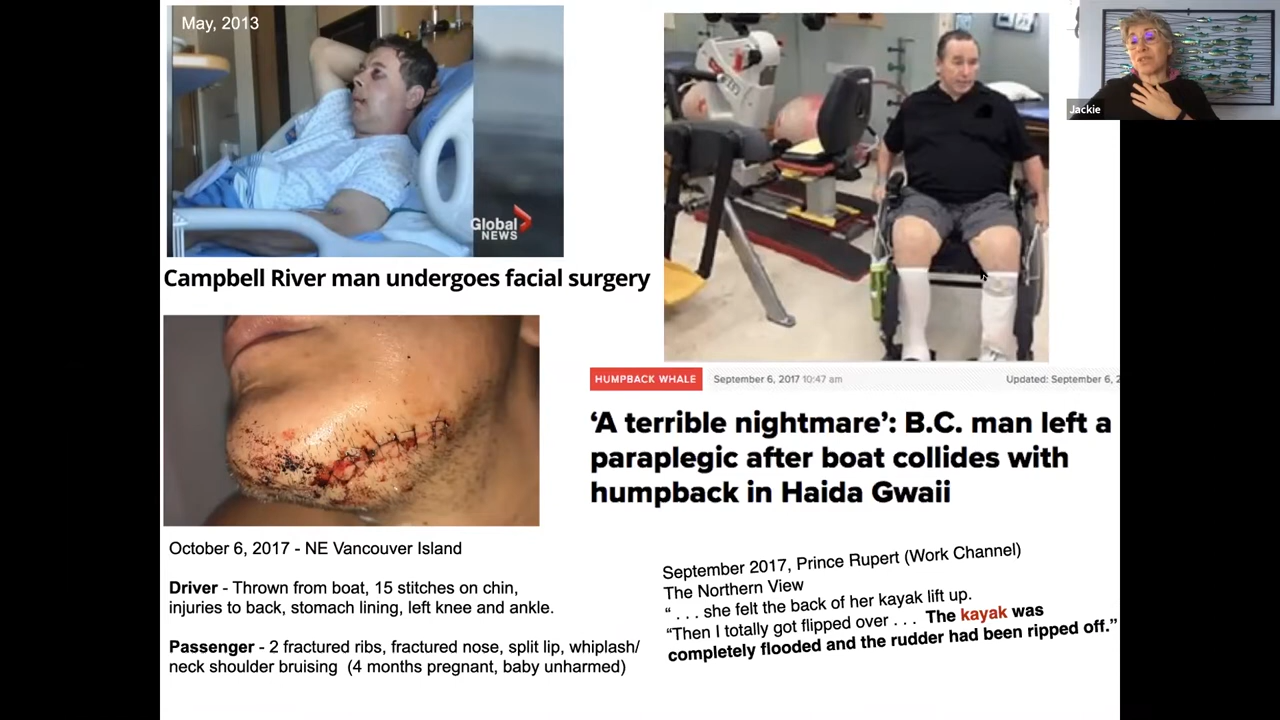 May, 2013
Global
NEWS
Campbell River man undergoes facial surgery
October 6, 2017 - NE Vancouver Island
Driver - Thrown from boat, 15 stitches on chin,
injuries to back, stomach lining, left knee and ankle.
Passenger - 2 fractured ribs, fractured nose, split lip, whiplash/
neck shoulder bruising (4 months pregnant, baby unharmed)
HUMPBACK WHALE
September 6, 2017 10:47 am
Updated: September 6, 2
‘A terrible nightmare’: B.C. man left a
paraplegic after boat collides with
humpback in Haida Gwaii
September 2017, Prince Rupert (Work Channel)
The Northern View
“ . . . she felt the back of her kayak lift up.
“Then I totally got flipped over . . . The kayak was
completely flooded and the rudder had been ripped off.”
Jackie